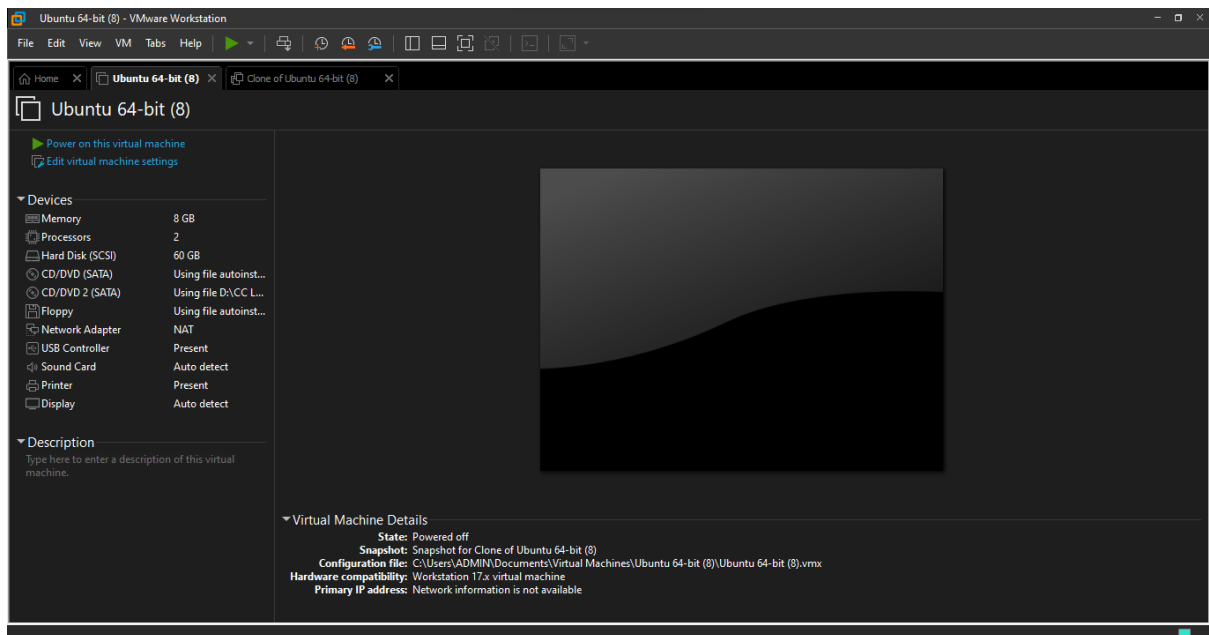 Ubuntu 64-bit (8) - VMware Workstation
File Edit View VM Tabs Help
Home Ubuntu 64-bit (8) Clone of Ubuntu 64-bit (8)
Ubuntu 64-bit (8)
Power on this virtual machine
Edit virtual machine settings
Devices
Memory 8 GB
Processors 2
Hard Disk (SCSI) 60 GB
CD/DVD (SATA) Using file autoinst...
CD/DVD 2 (SATA) Using file D:\CC L...
Floppy Using file autoinst...
Network Adapter NAT
USB Controller Present
Sound Card Auto detect
Printer Present
Display Auto detect
Description
Type here to enter a description of this virtual
machine.
Virtual Machine Details
State: Powered off
Snapshot: Snapshot for Clone of Ubuntu 64-bit (8)
Configuration file: C:\Users\ADMIN\Documents\Virtual Machines\Ubuntu 64-bit (8)\Ubuntu 64-bit (8).vmx
Hardware compatibility: Workstation 17.x virtual machine
Primary IP address: Network information is not available